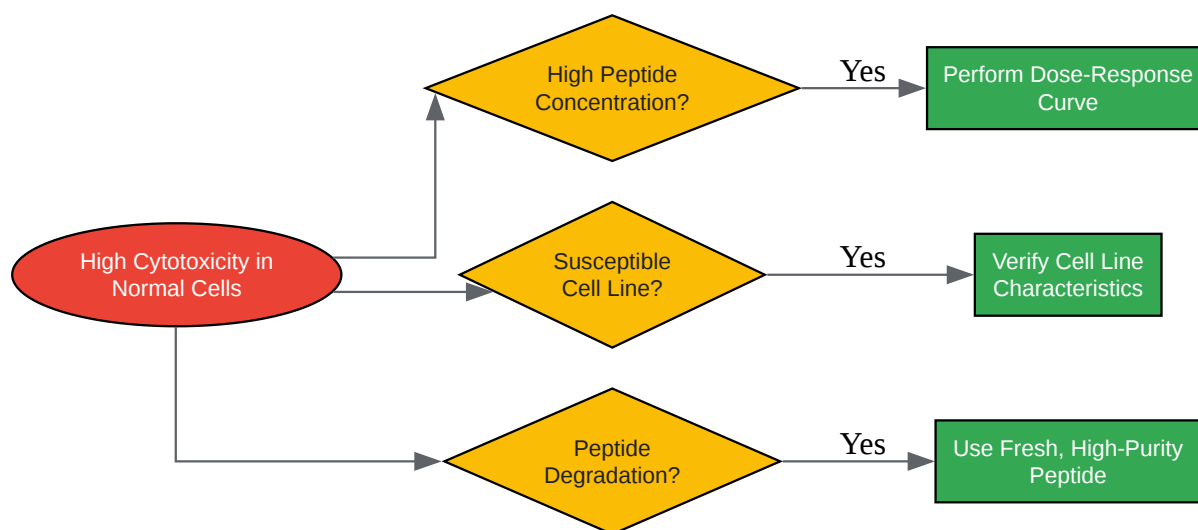 High Peptide
Concentration?
Yes
Perform Dose-Response
Curve
High Cytotoxicity in
Normal Cells
Susceptible
Cell Line?
Yes
Verify Cell Line
Characteristics
Peptide
Degradation?
Yes
Use Fresh, High-Purity
Peptide